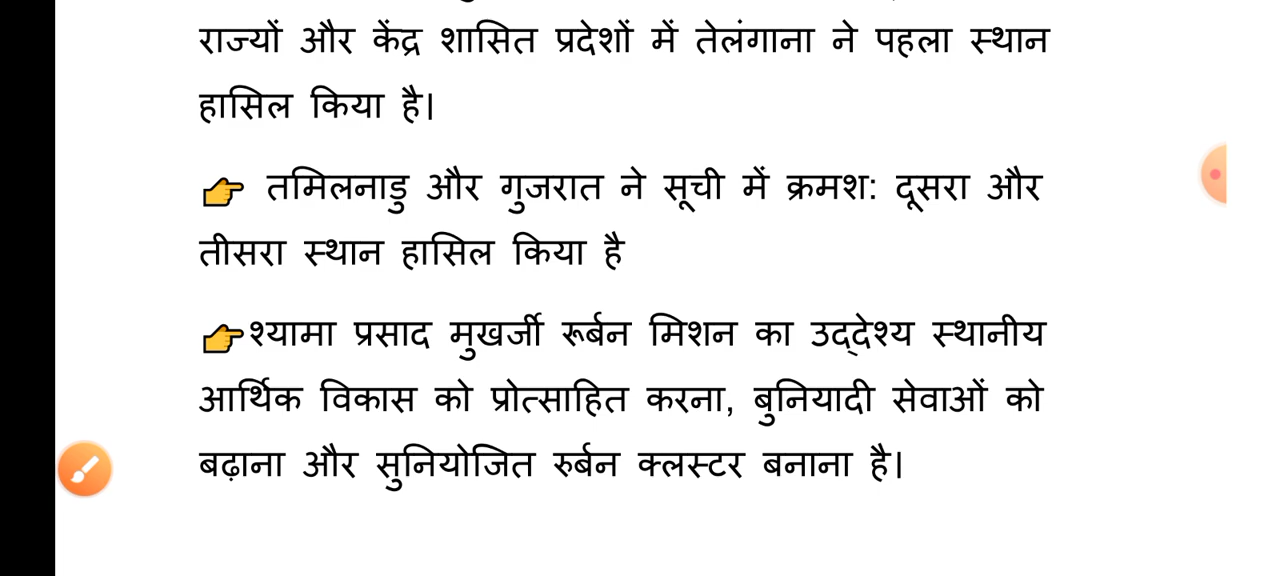 राज्यों और केंद्र शासित प्रदेशों में तेलंगाना ने पहला स्थान
हासिल किया है।
👉 तमिलनाडु और गुजरात ने सूची में क्रमश: दूसरा और
तीसरा स्थान हासिल किया है
👉श्यामा प्रसाद मुखर्जी रूर्बन मिशन का उद्देश्य स्थानीय
आर्थिक विकास को प्रोत्साहित करना, बुनियादी सेवाओं को
बढ़ाना और सुनियोजित रुर्बन क्लस्टर बनाना है।